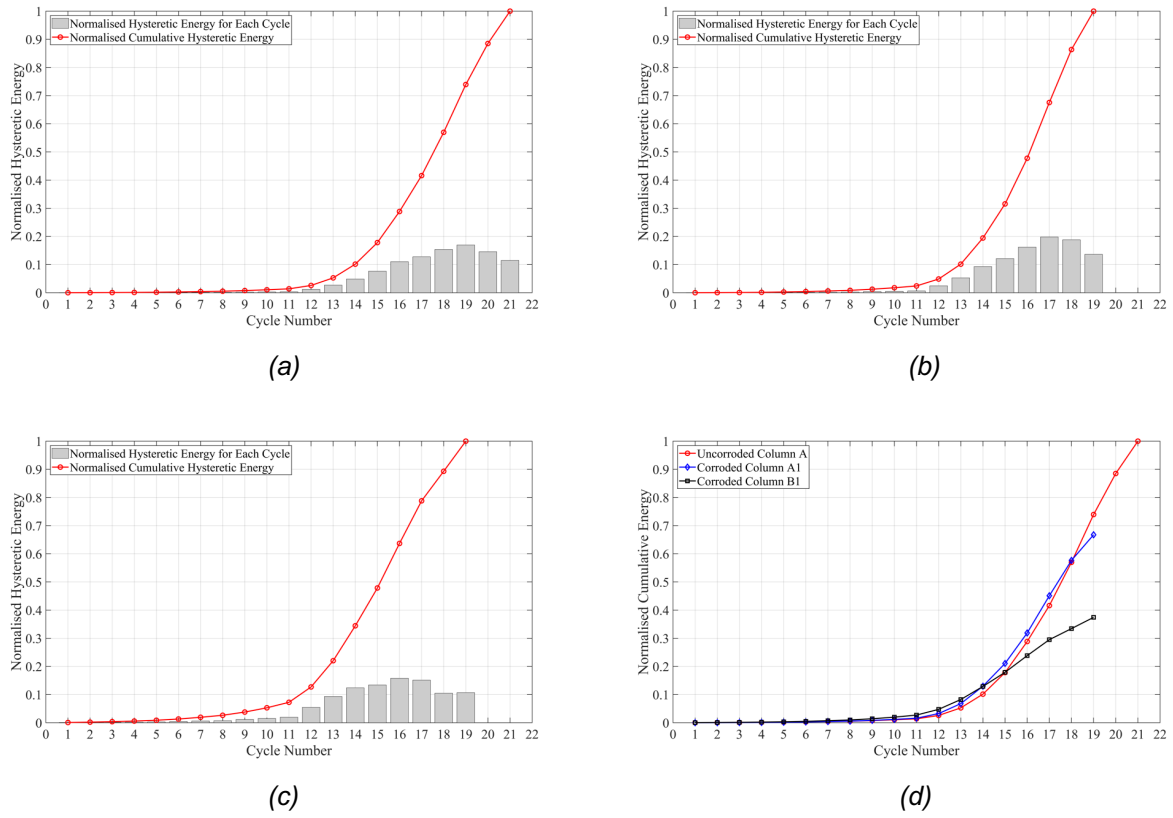 Normalised Hysteretic Energy
1
0.9
0.8
0.7
0.6
0.5
0.4
0.3
0.2
0.1
0
Normalised Hysteretic Energy for Each Cycle
Normalised Cumulative Hysteretic Energy
1 2 3 4 5 6 7 8 9 10 11 12 13 14 15 16 17 18 19 20 21 22
Cycle Number
(a)
Normalised Hysteretic Energy
1
0.9
0.8
0.7
0.6
0.5
0.4
0.3
0.2
0.1
0
Normalised Hysteretic Energy for Each Cycle
Normalised Cumulative Hysteretic Energy
1 2 3 4 5 6 7 8 9 10 11 12 13 14 15 16 17 18 19 20 21 22
Cycle Number
(b)
Normalised Hysteretic Energy
1
0.9
0.8
0.7
0.6
0.5
0.4
0.3
0.2
0.1
0
Normalised Hysteretic Energy for Each Cycle
Normalised Cumulative Hysteretic Energy
1 2 3 4 5 6 7 8 9 10 11 12 13 14 15 16 17 18 19 20 21 22
Cycle Number
(c)
Normalised Cumulative Energy
1
0.9
0.8
0.7
0.6
0.5
0.4
0.3
0.2
0.1
0
Uncorroded Column A
Corroded Column A1
Corroded Column B1
1 2 3 4 5 6 7 8 9 10 11 12 13 14 15 16 17 18 19 20 21 22
Cycle Number
(d)